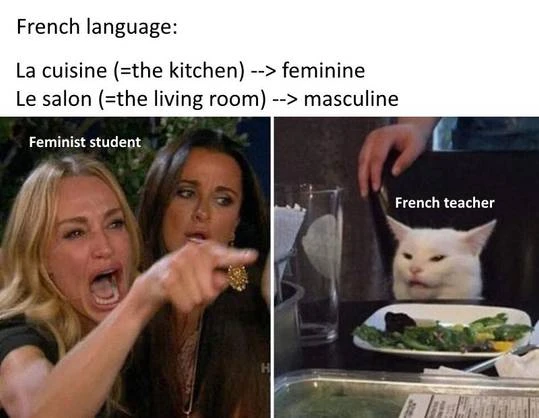 French language:
La cuisine (=the kitchen) --> feminine
Le salon (=the living room) --> masculine
Feminist student
French teacher